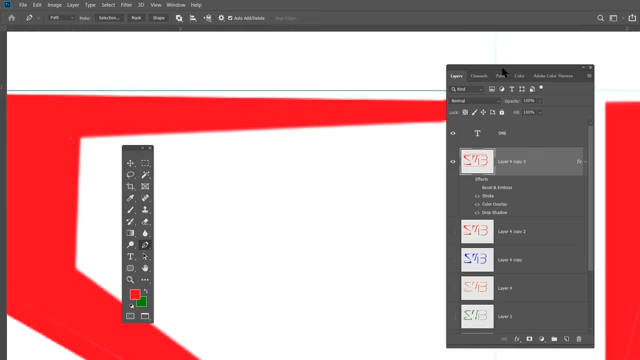 File Edit Image Layer Type Select Filter 3D View Window Help
Path Make: Selection... Mask Shape Auto Add/Delete
Layers Channels Color Adobe Color Themes
Kind
Normal Opacity: 100%
Lock: Fill: 100%
T
Layer 4 copy 3 fx
Effects
Bevel & Emboss
Stroke
Color Overlay
Drop Shadow
Layer 4 copy 2
Layer 4 copy
Layer 4
Layer 3